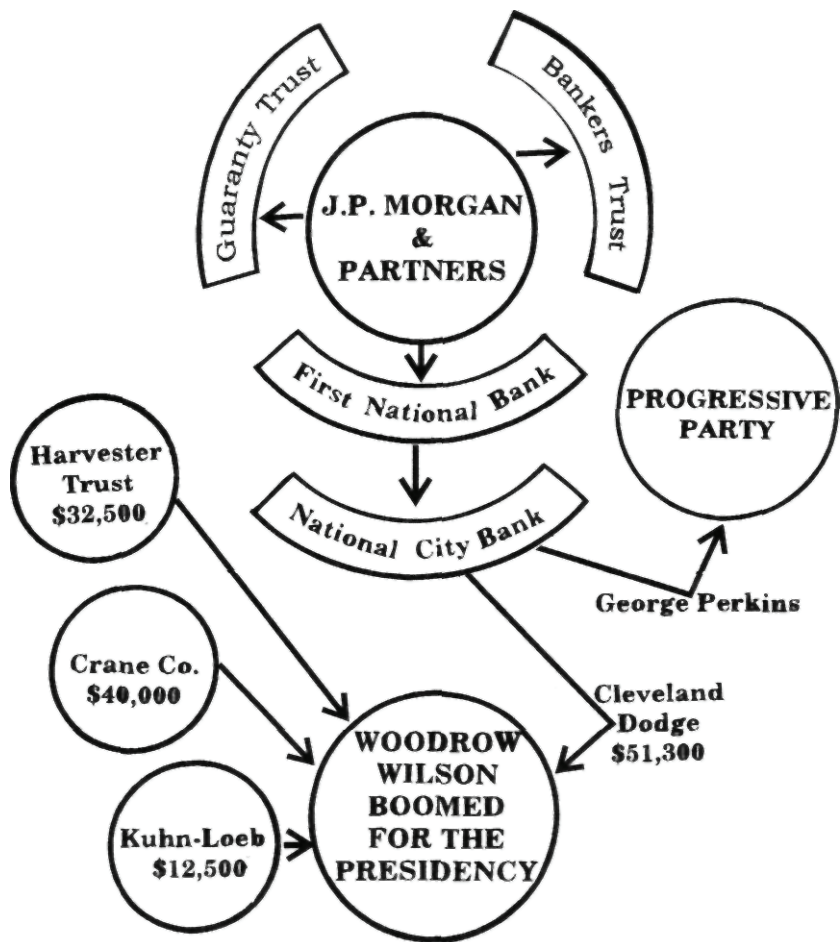 Guaranty Trust
Bankers Trust
J.P. MORGAN
&
PARTNERS
First National Bank
PROGRESSIVE
PARTY
Harvester
Trust
$32,500
National City Bank
George Perkins
Crane Co.
$40,000
Cleveland
Dodge
$51,300
WOODROW
WILSON
BOOMED
FOR THE
PRESIDENCY
Kuhn-Loeb
$12,500